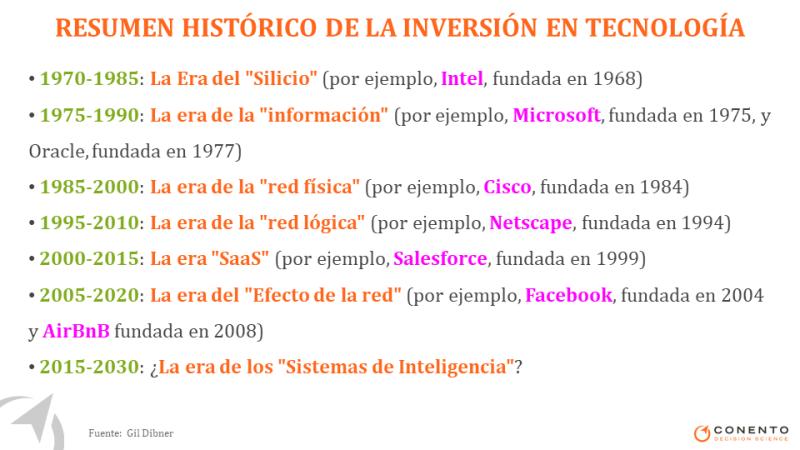 RESUMEN HISTÓRICO DE LA INVERSIÓN EN TECNOLOGÍA
• 1970-1985: La Era del "Silicio" (por ejemplo, Intel, fundada en 1968)
• 1975-1990: La era de la "información" (por ejemplo, Microsoft, fundada en 1975, y
Oracle, fundada en 1977)
• 1985-2000: La era de la "red física" (por ejemplo, Cisco, fundada en 1984)
• 1995-2010: La era de la "red lógica" (por ejemplo, Netscape, fundada en 1994)
• 2000-2015: La era "SaaS" (por ejemplo, Salesforce, fundada en 1999)
• 2005-2020: La era del "Efecto de la red" (por ejemplo, Facebook, fundada en 2004
y AirBnB fundada en 2008)
• 2015-2030: ¿La era de los "Sistemas de Inteligencia"?
Fuente: Gil Dibner
CONENTO
DECISION SCIENCE